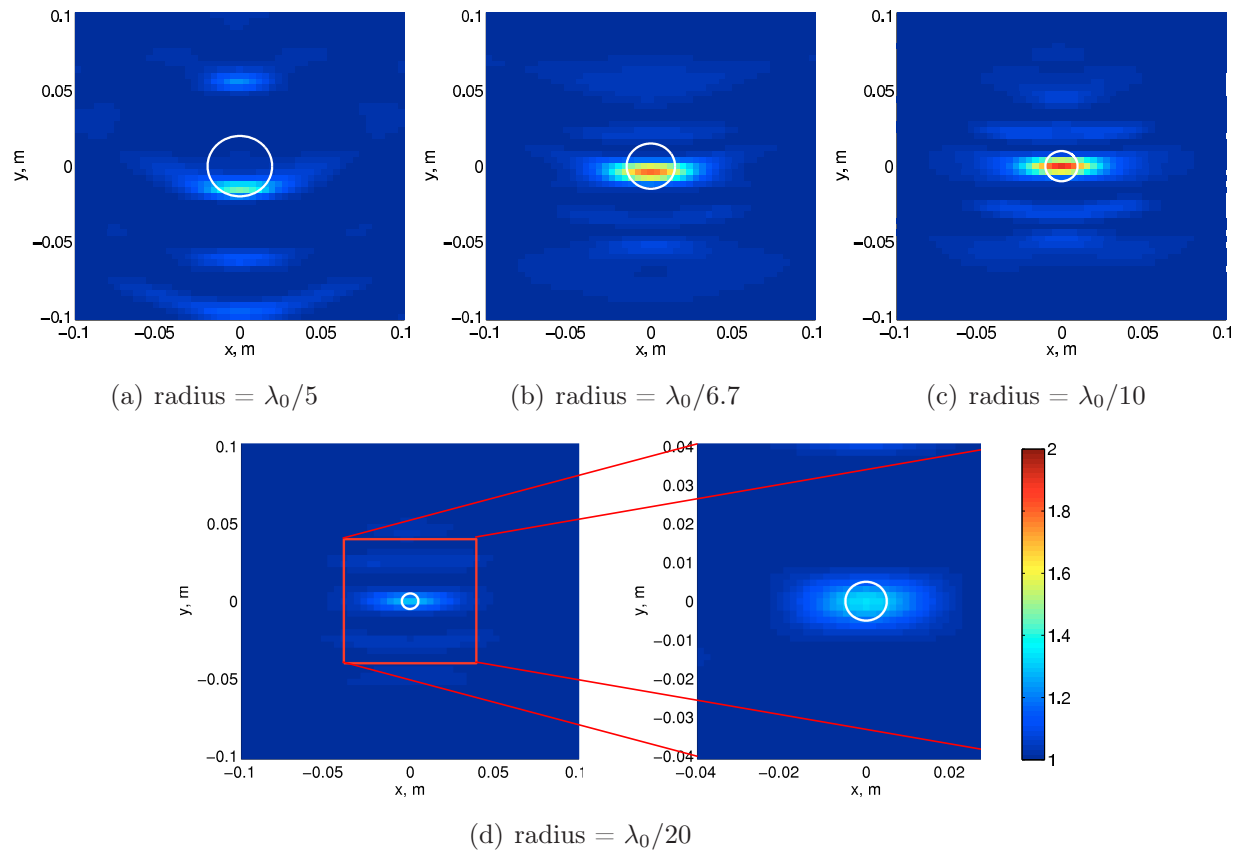 0.1 0.1 0.1
0.05 0.05 0.05
y, m y, m y, m
0 0 0
−0.05 −0.05 −0.05
−0.1 −0.1 −0.1
−0.1 −0.05 0 0.05 0.1 −0.1 −0.05 0 0.05 0.1 −0.1 −0.05 0 0.05 0.1
x, m x, m x, m
(a) radius = λ₀/5 (b) radius = λ₀/6.7 (c) radius = λ₀/10
0.1
0.05
y, m
0
−0.05
−0.1
−0.1 −0.05 0 0.05 0.1
x, m
0.04
0.03
0.02
0.01
y, m
0
−0.01
−0.02
−0.03
−0.04
−0.04 −0.02 0 0.02
x, m
2
1.8
1.6
1.4
1.2
1
(d) radius = λ₀/20